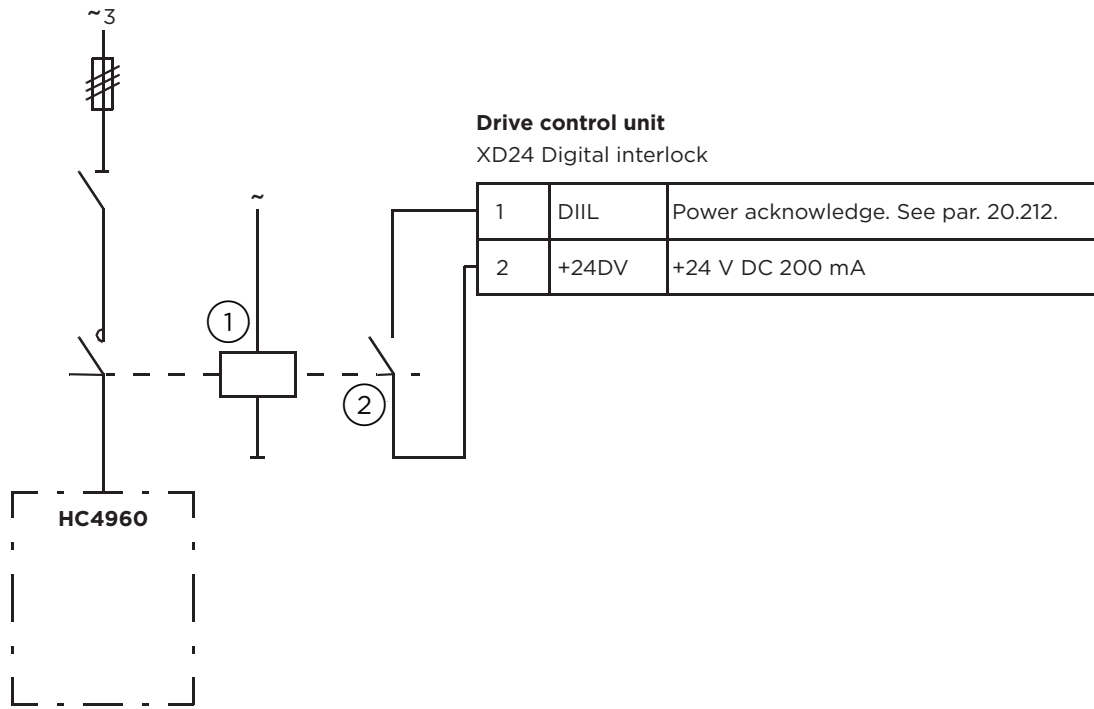 ~3
Drive control unit
XD24 Digital interlock
1 DIIL Power acknowledge. See par. 20.212.
~
2 +24DV +24 V DC 200 mA
1
2
HC4960